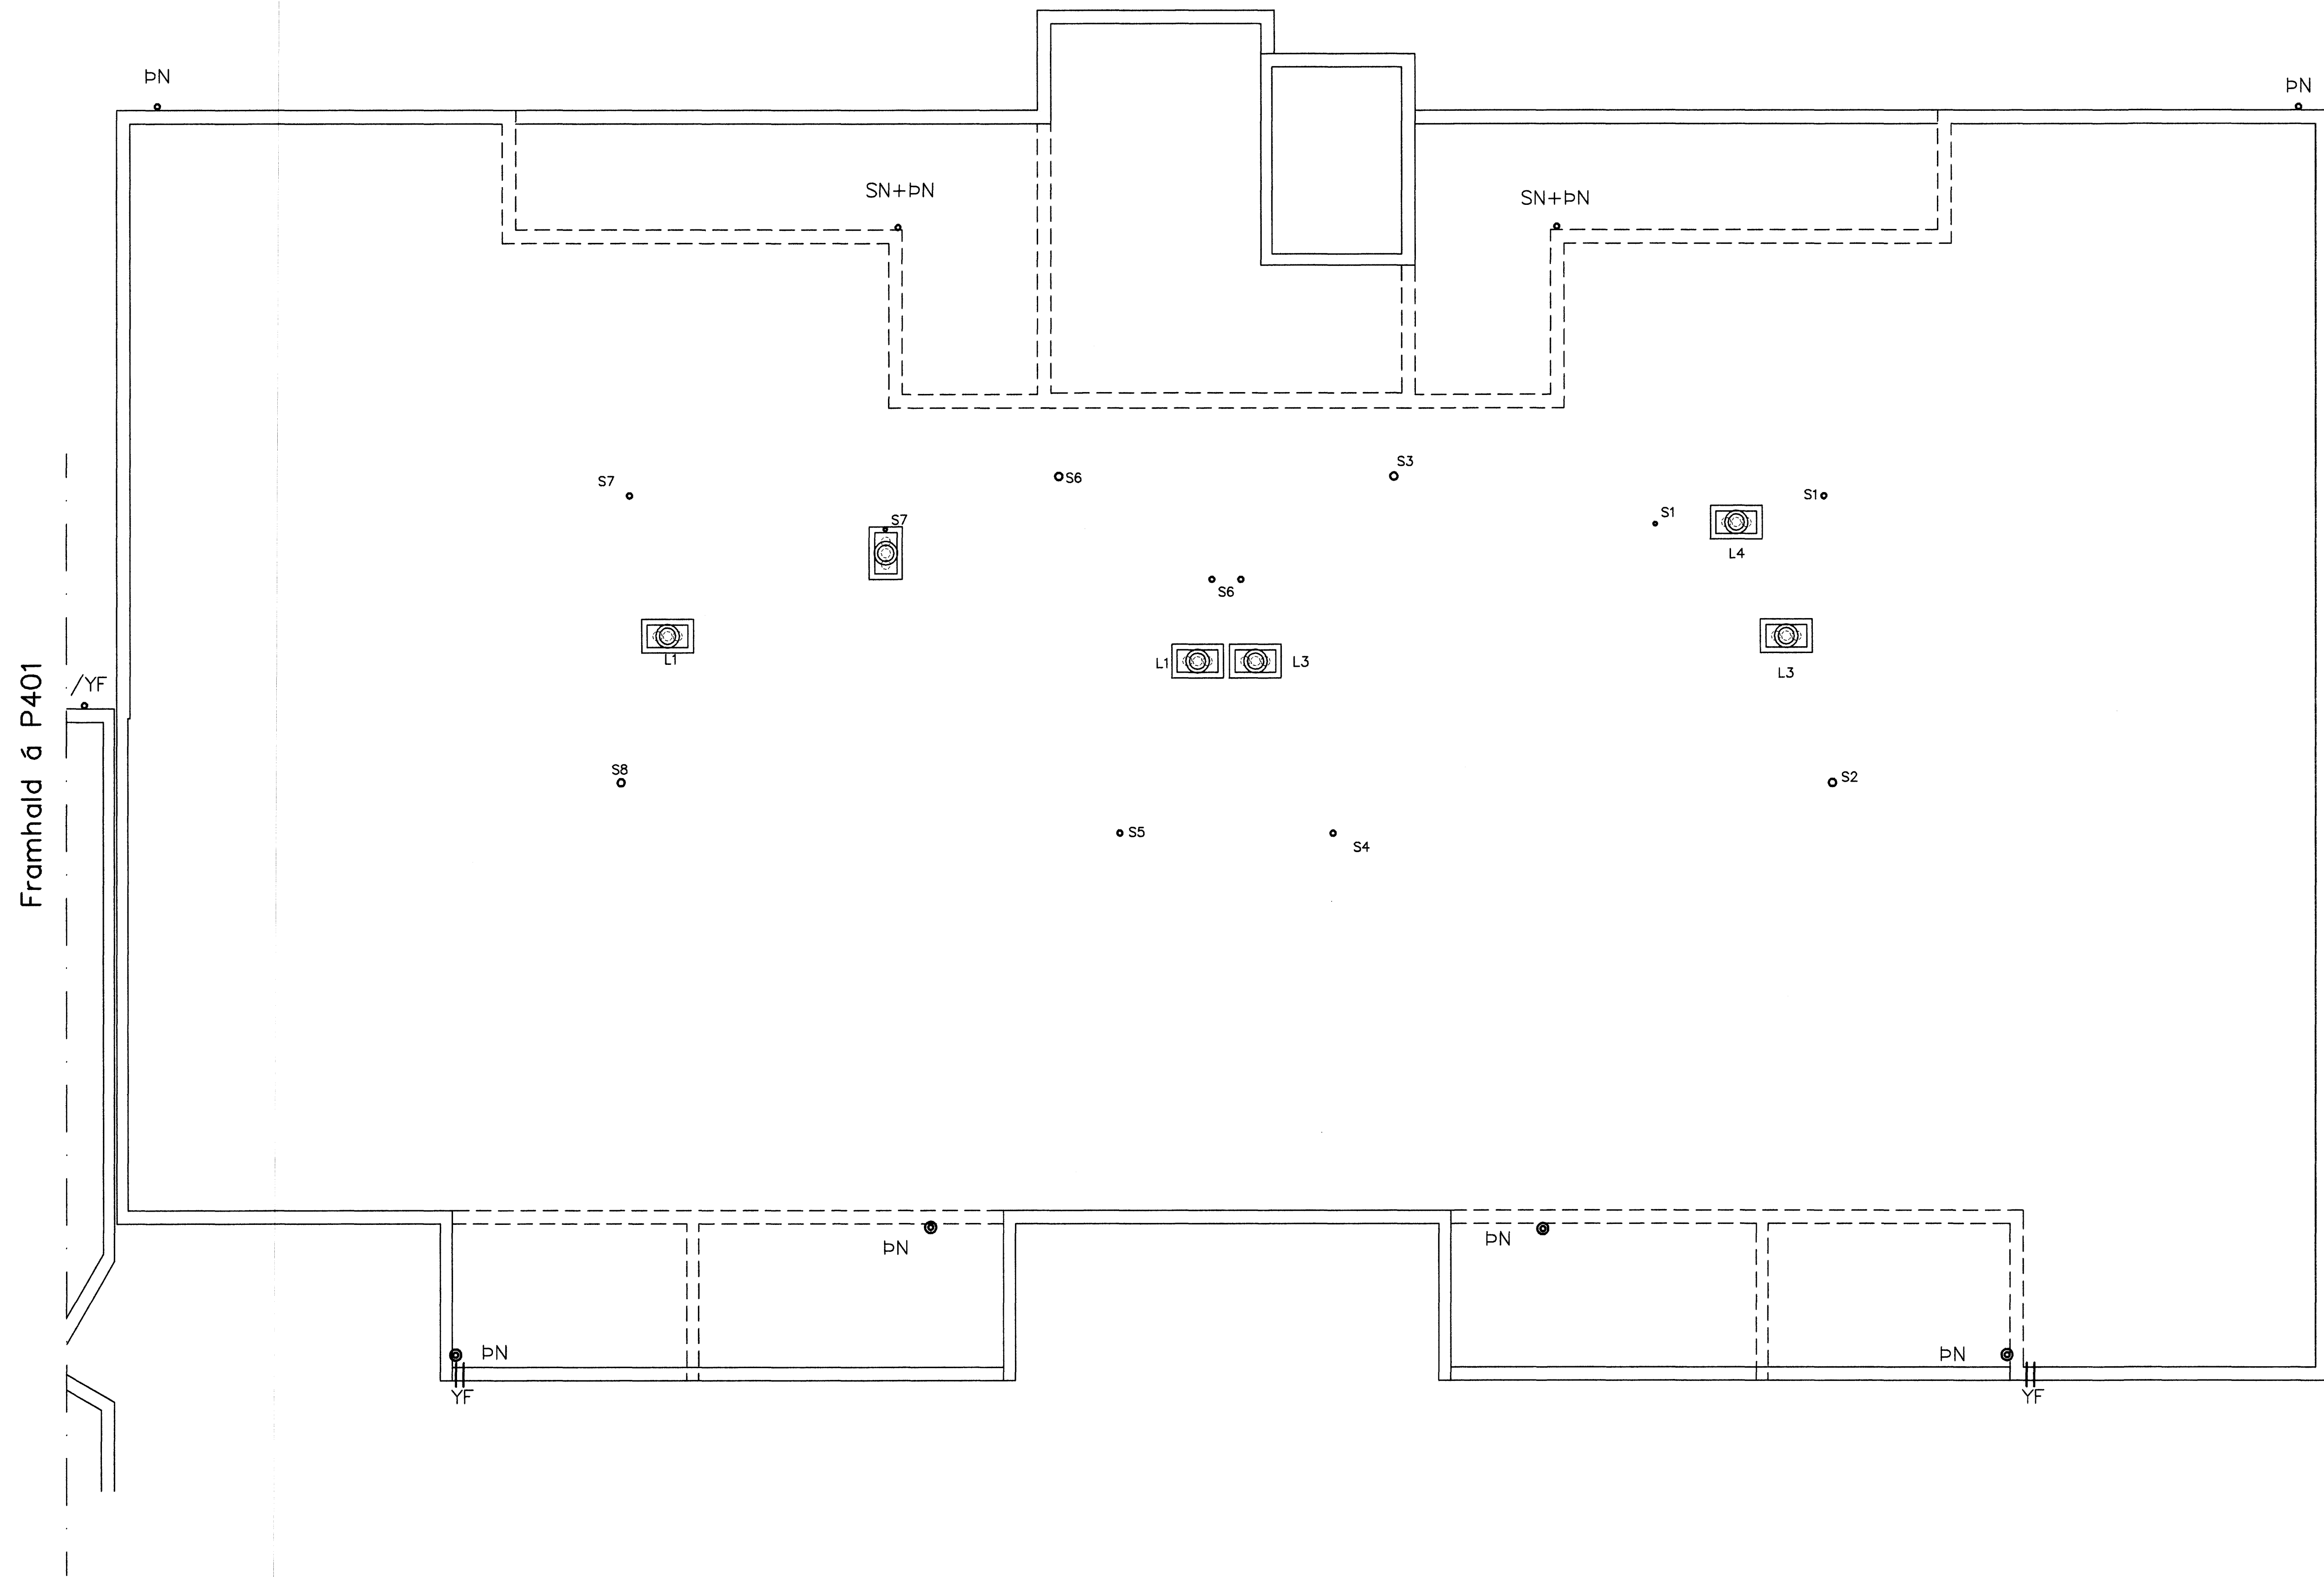 ÞN
ÞN
SN+ÞN
SN+ÞN
S3
S7
S6
S1
S1
S7
L4
S6
L1
L1
L3
L3
/YF
Framhald á P401
S8
S2
S5
S4
ÞN
ÞN
ÞN
ÞN
YF
YF